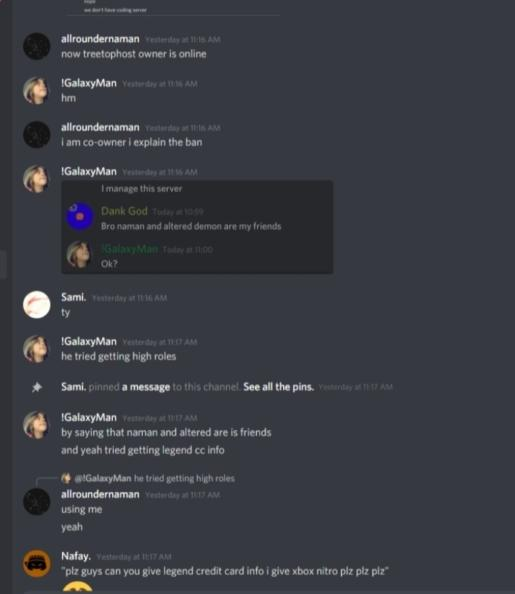 nope
we don't have coding server
allroundernaman Yesterday at 11:16 AM
now treetophost owner is online
!GalaxyMan Yesterday at 11:16 AM
hm
allroundernaman Yesterday at 11:16 AM
i am co-owner i explain the ban
!GalaxyMan Yesterday at 11:16 AM
I manage this server
Dank God Today at 10:59
Bro naman and altered demon are my friends
!GalaxyMan Today at 11:00
Ok?
Sami. Yesterday at 11:16 AM
ty
!GalaxyMan Yesterday at 11:17 AM
he tried getting high roles
Sami. pinned a message to this channel. See all the pins. Yesterday at 11:17 AM
!GalaxyMan Yesterday at 11:17 AM
by saying that naman and altered are is friends
and yeah tried getting legend cc info
@!GalaxyMan he tried getting high roles
allroundernaman Yesterday at 11:17 AM
using me
yeah
Nafay. Yesterday at 11:17 AM
"plz guys can you give legend credit card info i give xbox nitro plz plz plz"